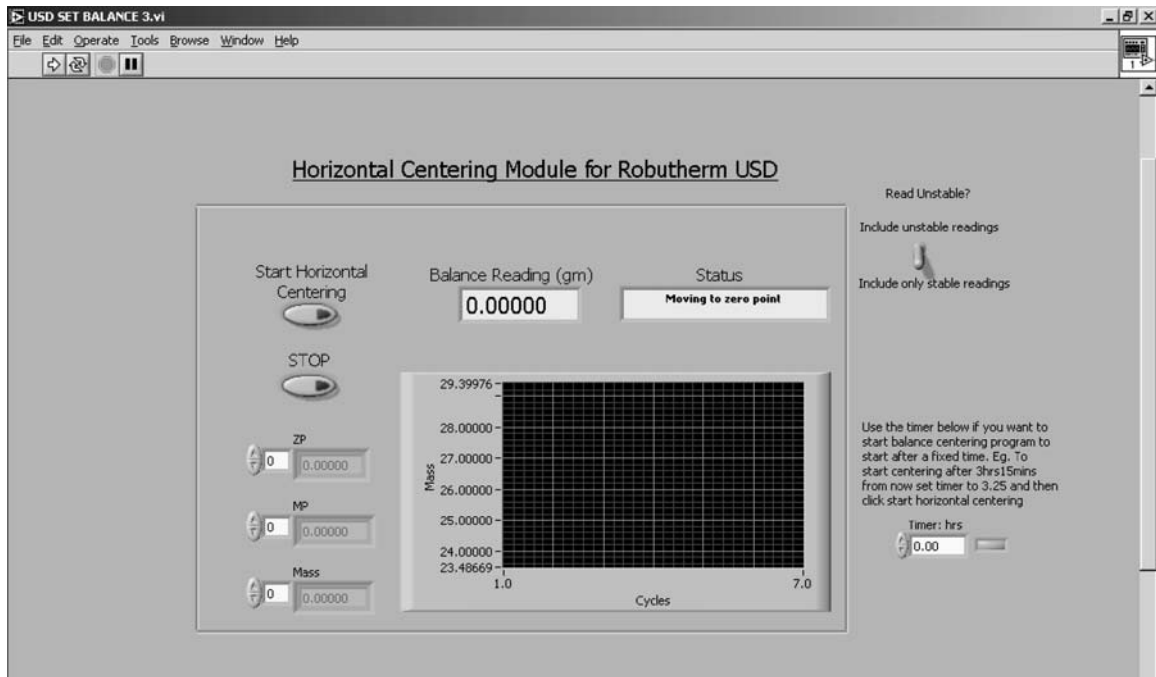 USD SET BALANCE 3.vi
File Edit Operate Tools Browse Window Help
1
Horizontal Centering Module for Robutherm USD
Read Unstable?
Include unstable readings
Include only stable readings
Start Horizontal
Centering
Balance Reading (gm)
0.00000
Status
Moving to zero point
STOP
ZP
0 0.00000
MP
0 0.00000
Mass
0 0.00000
29.39976
28.00000
27.00000
26.00000
25.00000
24.00000
23.48669
Mass
1.0 7.0
Cycles
Use the timer below if you want to
start balance centering program to
start after a fixed time. Eg. To
start centering after 3hrs15mins
from now set timer to 3.25 and then
click start horizontal centering
Timer: hrs
0.00